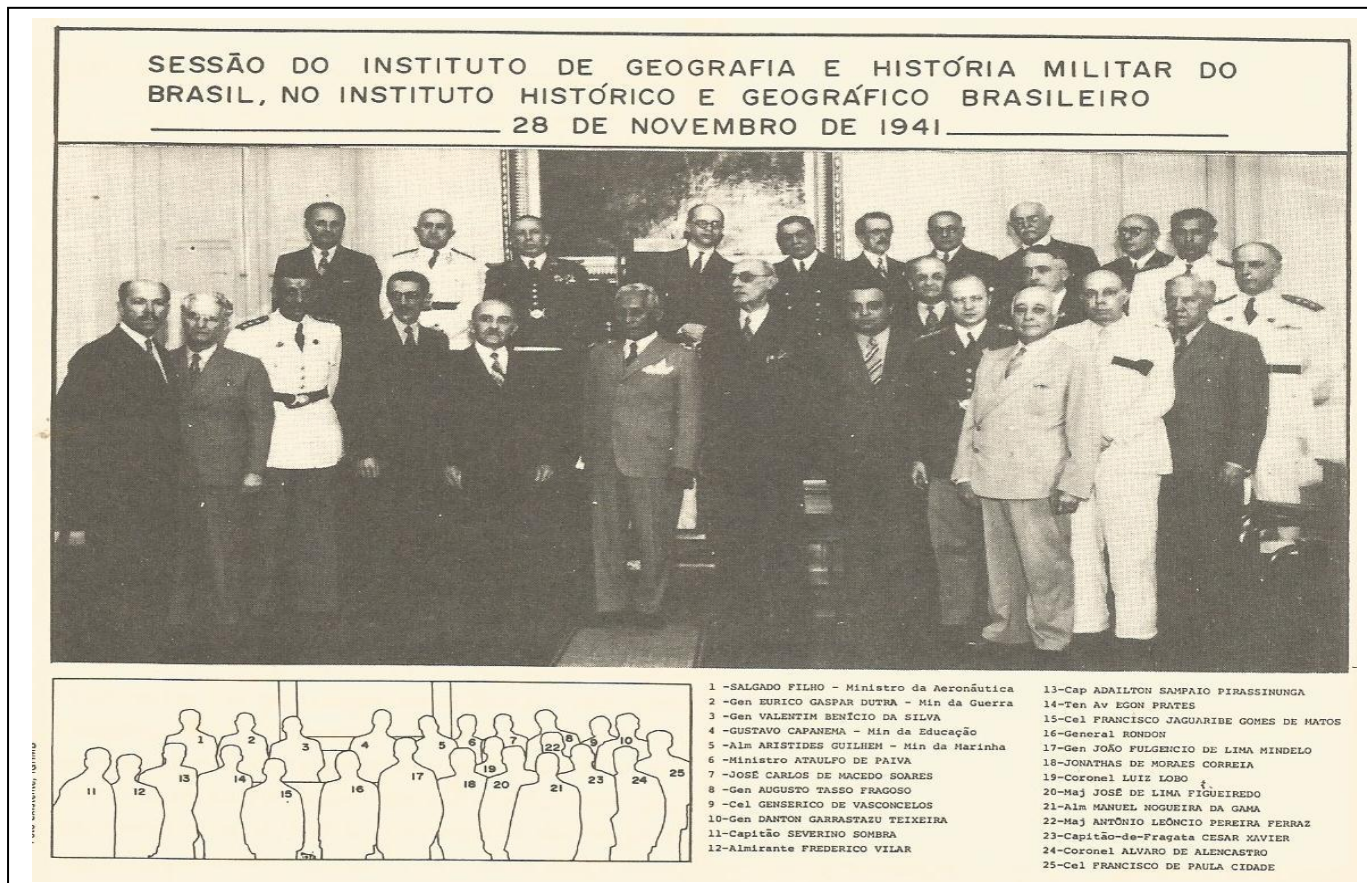 SESSÃO DO INSTITUTO DE GEOGRAFIA E HISTÓRIA MILITAR DO
BRASIL, NO INSTITUTO HISTÓRICO E GEOGRÁFICO BRASILEIRO
28 DE NOVEMBRO DE 1941
1 2 3 4 5 6 7 8 9 10
11 12 13 14 15 16 17 18 19 20 21 22 23 24 25
1 -SALGADO FILHO - Ministro da Aeronáutica
2 -Gen EURICO GASPAR DUTRA - Min da Guerra
3 -Gen VALENTIM BENÍCIO DA SILVA
4 -GUSTAVO CAPANEMA - Min da Educação
5 -Alm ARISTIDES GUILHEM - Min da Marinha
6 -Ministro ATAULFO DE PAIVA
7 -JOSÉ CARLOS DE MACEDO SOARES
8 -Gen AUGUSTO TASSO FRAGOSO
9 -Cel GENSERICO DE VASCONCELOS
10-Gen DANTON GARRASTAZU TEIXEIRA
11-Capitão SEVERINO SOMBRA
12-Almirante FREDERICO VILAR
13-Cap ADAILTON SAMPAIO PIRASSINUNGA
14-Ten Av EGON PRATES
15-Cel FRANCISCO JAGUARIBE GOMES DE MATOS
16-General RONDON
17-Gen JOÃO FULGENCIO DE LIMA MINDELO
18-JONATHAS DE MORAES CORREIA
19-Coronel LUIZ LOBO
20-Maj JOSÉ DE LIMA FIGUEIREDO
21-Alm MANUEL NOGUEIRA DA GAMA
22-Maj ANTÔNIO LEÔNCIO PEREIRA FERRAZ
23-Capitão-de-Fragata CESAR XAVIER
24-Coronel ALVARO DE ALENCASTRO
25-Cel FRANCISCO DE PAULA CIDADE